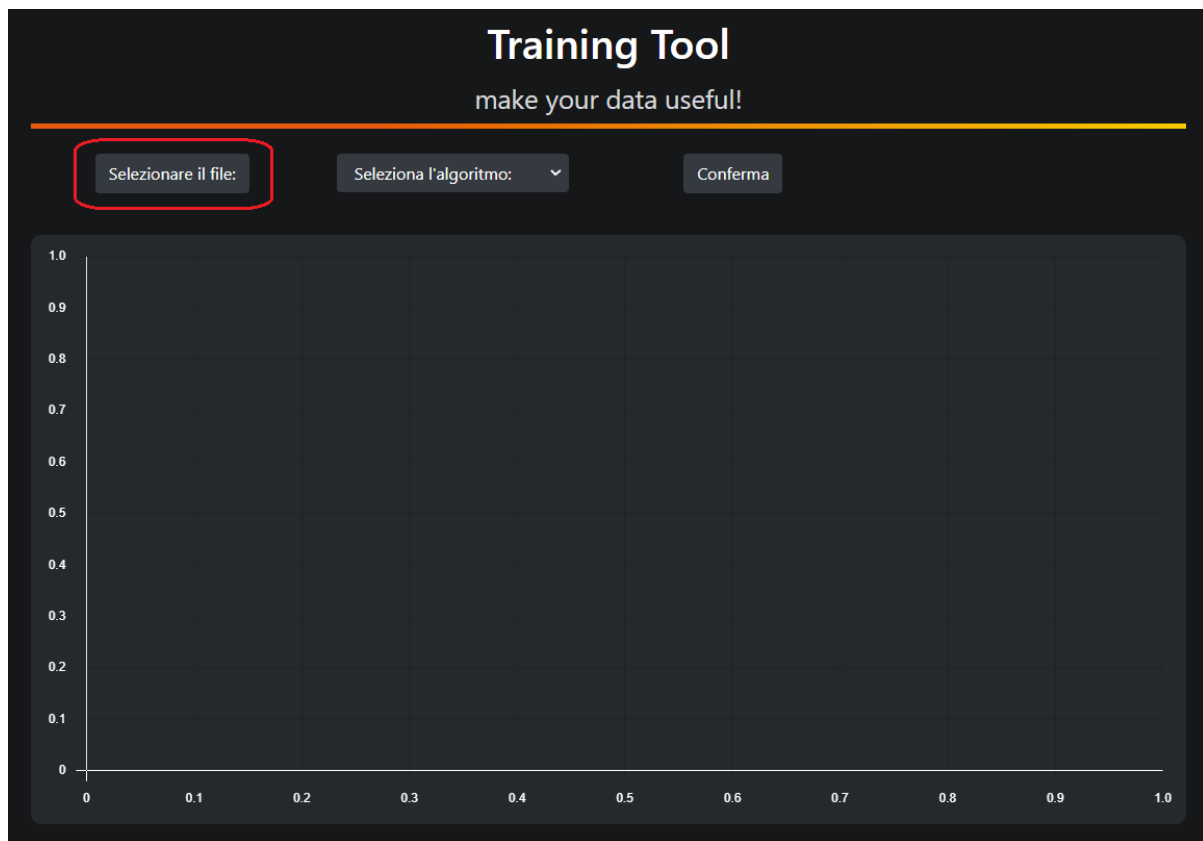 Training Tool
make your data useful!
Selezionare il file: Seleziona l'algoritmo: Conferma
1.0
0.9
0.8
0.7
0.6
0.5
0.4
0.3
0.2
0.1
0
0 0.1 0.2 0.3 0.4 0.5 0.6 0.7 0.8 0.9 1.0